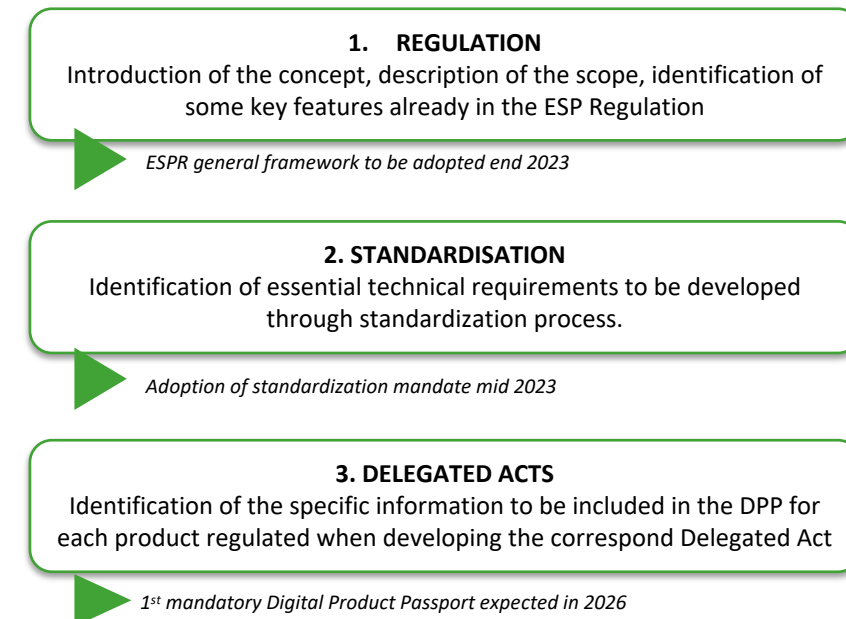 1. REGULATION
Introduction of the concept, description of the scope, identification of
some key features already in the ESP Regulation
ESPR general framework to be adopted end 2023
2. STANDARDISATION
Identification of essential technical requirements to be developed
through standardization process.
Adoption of standardization mandate mid 2023
3. DELEGATED ACTS
Identification of the specific information to be included in the DPP for
each product regulated when developing the correspond Delegated Act
1st mandatory Digital Product Passport expected in 2026